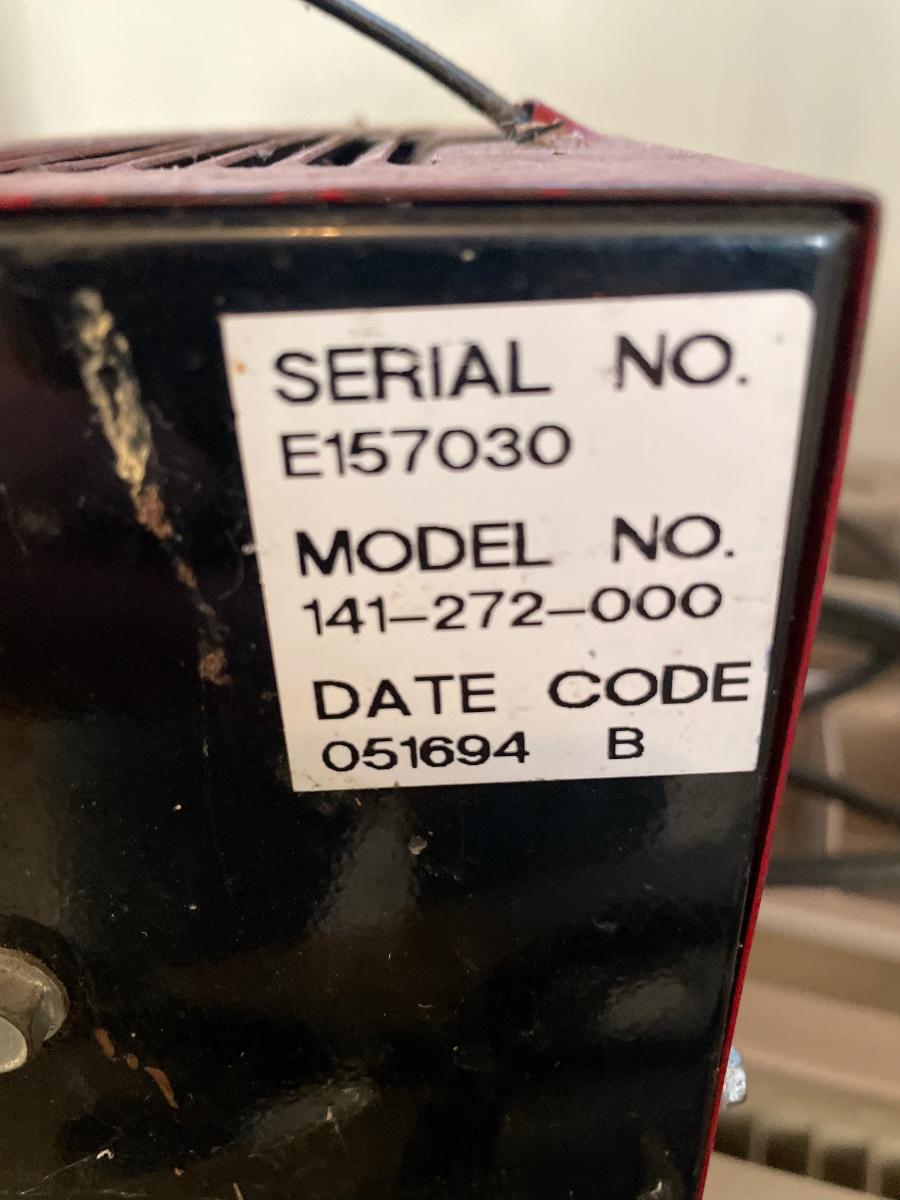 SERIAL NO.
E157030
MODEL NO.
141-272-000
DATE CODE
051694 B